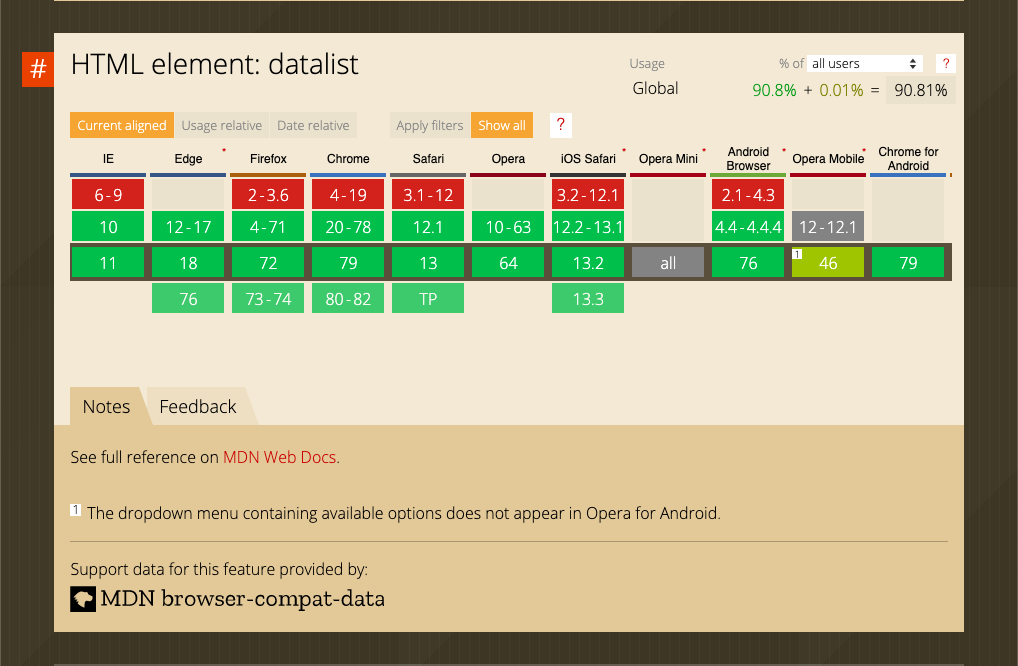 #
HTML element: datalist
Usage % of all users ?
Global 90.8% + 0.01% = 90.81%
Current aligned Usage relative Date relative Apply filters Show all ?
IE Edge * Firefox Chrome Safari Opera iOS Safari * Opera Mini * Android Browser * Opera Mobile * Chrome for Android
6-9 2-3.6 4-19 3.1-12 3.2-12.1 2.1-4.3
10 12-17 4-71 20-78 12.1 10-63 12.2-13.1 4.4-4.4.4 12-12.1
11 18 72 79 13 64 13.2 all 76 1 46 79
76 73-74 80-82 TP 13.3
Notes Feedback
See full reference on MDN Web Docs.
1 The dropdown menu containing available options does not appear in Opera for Android.
Support data for this feature provided by:
MDN browser-compat-data